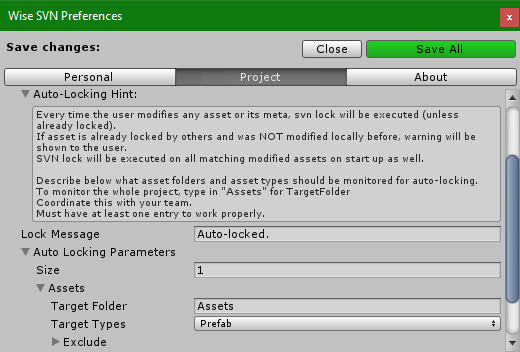 Wise SVN Preferences
x
Save changes:
Close
Save All
Personal
Project
About
Auto-Locking Hint:
Every time the user modifies any asset or its meta, svn lock will be executed (unless
already locked).
If asset is already locked by others and was NOT modified locally before, warning will be
shown to the user.
SVN lock will be executed on all matching modified assets on start up as well.
Describe below what asset folders and asset types should be monitored for auto-locking.
To monitor the whole project, type in "Assets" for TargetFolder
Coordinate this with your team.
Must have at least one entry to work properly.
Lock Message
Auto-locked.
Auto Locking Parameters
Size
1
Assets
Target Folder
Assets
Target Types
Prefab
Exclude